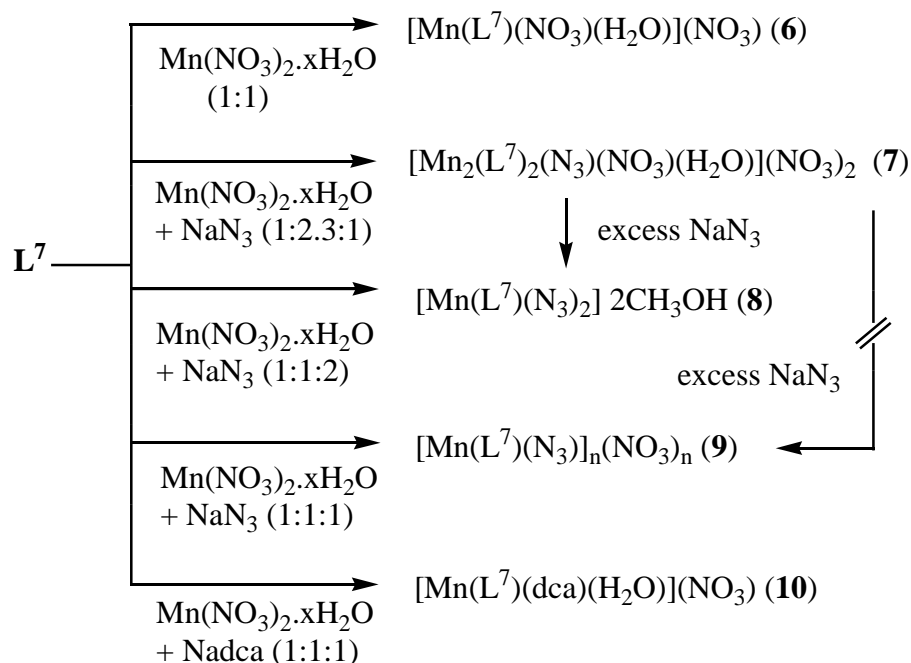 [Mn(L⁷)(NO₃)(H₂O)](NO₃) (6)
Mn(NO₃)₂.xH₂O
(1:1)
[Mn₂(L⁷)₂(N₃)(NO₃)(H₂O)](NO₃)₂ (7)
Mn(NO₃)₂.xH₂O
+ NaN₃ (1:2.3:1)
excess NaN₃
L⁷
[Mn(L⁷)(N₃)₂] 2CH₃OH (8)
Mn(NO₃)₂.xH₂O
+ NaN₃ (1:1:2)
excess NaN₃
[Mn(L⁷)(N₃)]ₙ(NO₃)ₙ (9)
Mn(NO₃)₂.xH₂O
+ NaN₃ (1:1:1)
[Mn(L⁷)(dca)(H₂O)](NO₃) (10)
Mn(NO₃)₂.xH₂O
+ Nadca (1:1:1)